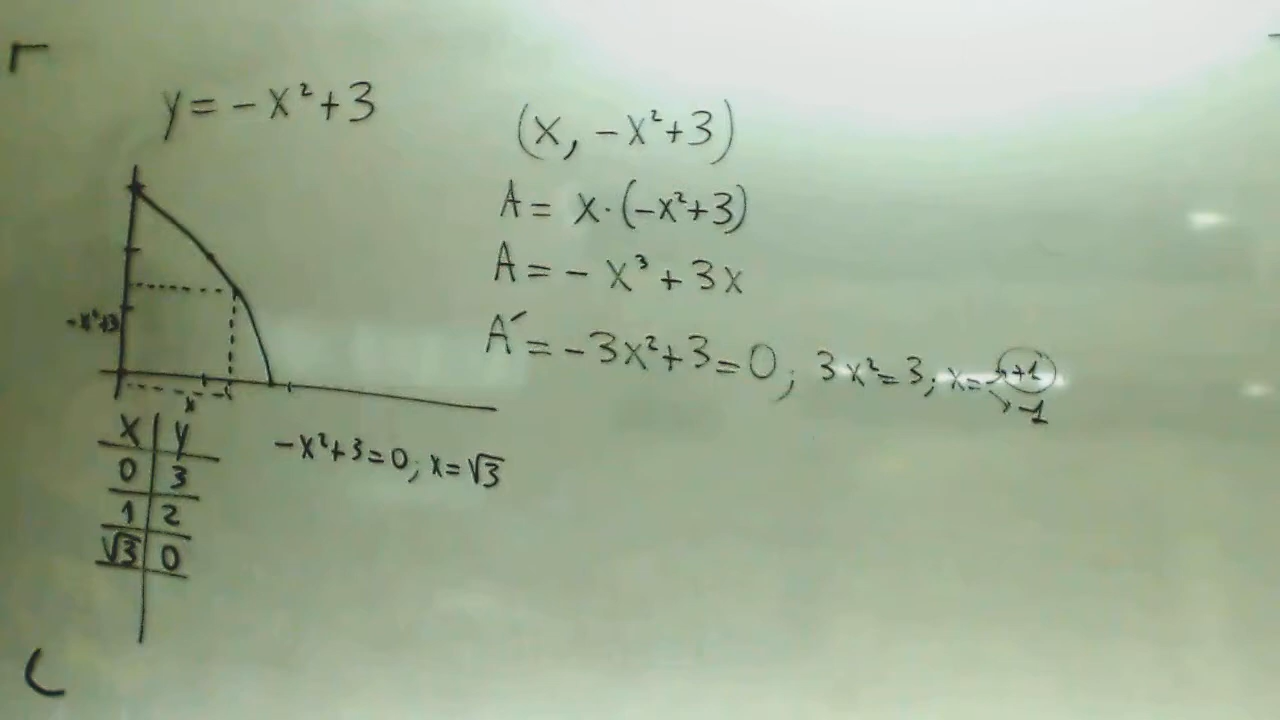 y = -x² + 3
(x, -x²+3)
A = x·(-x²+3)
A = -x³ + 3x
A´= -3x²+3=0; 3x²=3; x= +1
-1
-x²+3
x
-x²+3=0; x=√3
x y
0 3
1 2
√3 0